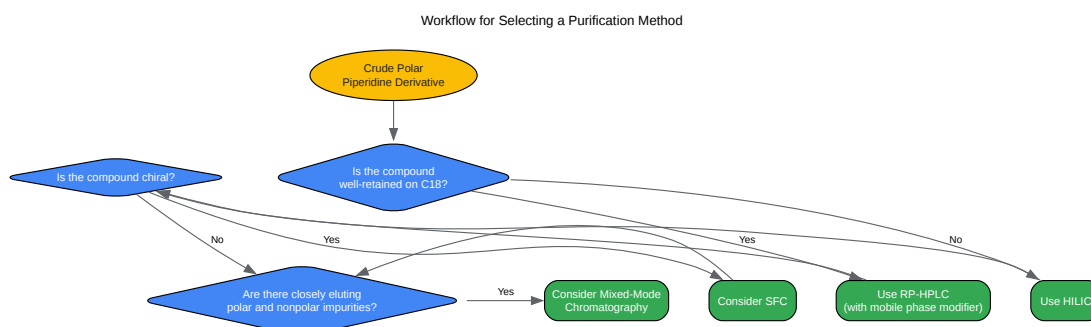 Workflow for Selecting a Purification Method
Crude Polar
Piperidine Derivative
Is the compound chiral?
Is the compound
well-retained on C18?
No
Yes
Yes
No
Are there closely eluting
polar and nonpolar impurities?
Yes
Consider Mixed-Mode
Chromatography
Consider SFC
Use RP-HPLC
(with mobile phase modifier)
Use HILIC